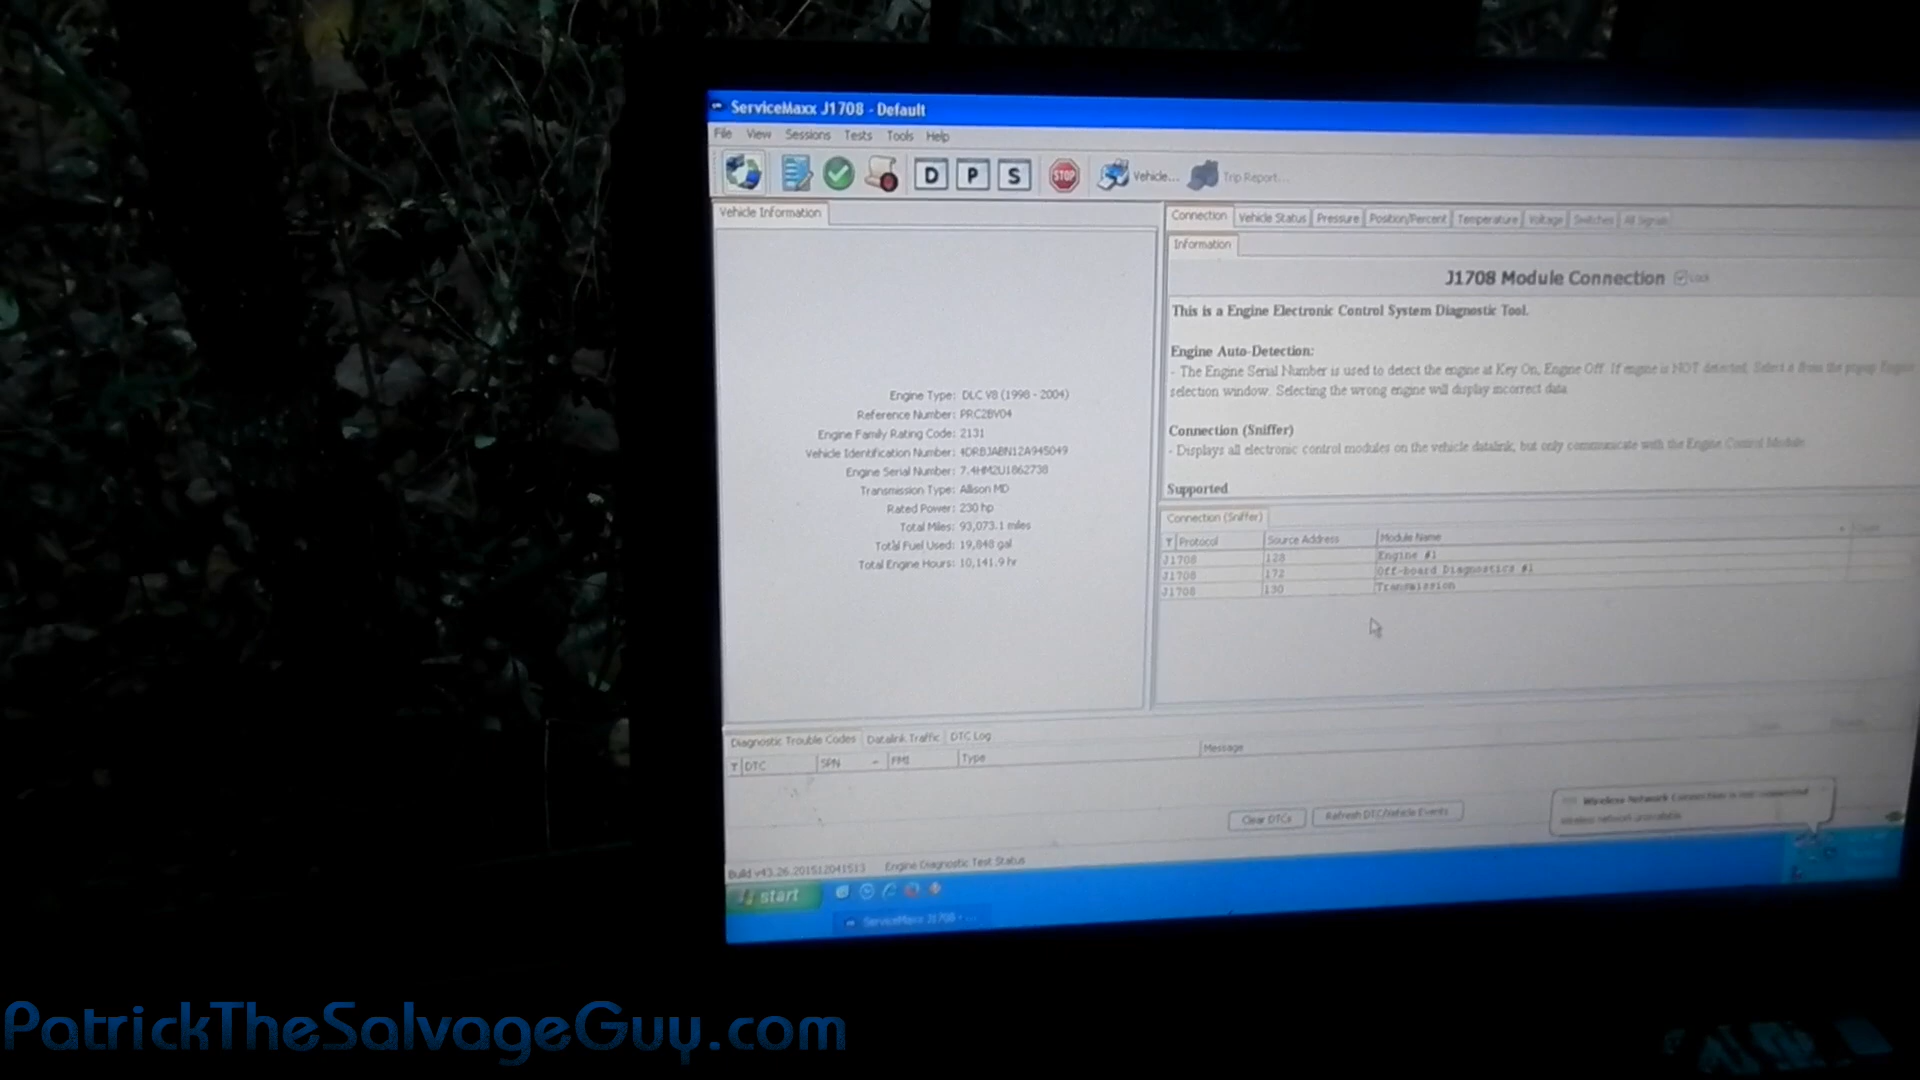 ServiceMaxx J1708 - Default
File View Sessions Tests Tools Help
D P S STOP Vehicle... Trip Report...
Vehicle Information
Connection Vehicle Status Pressure Position/Percent Temperature Voltage Switches All Signals
Information
J1708 Module Connection Lock
This is a Engine Electronic Control System Diagnostic Tool.
Engine Auto-Detection:
- The Engine Serial Number is used to detect the engine at Key On, Engine Off. If engine is NOT detected, Select it from the popup Engine
selection window. Selecting the wrong engine will display incorrect data.
Connection (Sniffer)
- Displays all electronic control modules on the vehicle datalink, but only communicate with the Engine Control Module
Supported
Engine Type: DLC V8 (1998 - 2004)
Reference Number: PRC2BV04
Engine Family Rating Code: 2131
Vehicle Identification Number: 4DRBJABN12A945049
Engine Serial Number: 7.4HM2U1862738
Transmission Type: Allison MD
Rated Power: 230 hp
Total Miles: 93,073.1 miles
Total Fuel Used: 19,848 gal
Total Engine Hours: 10,141.9 hr
Connection (Sniffer)
T Protocol Source Address Module Name
J1708 128 Engine #1
J1708 172 Off-board Diagnostics #1
J1708 130 Transmission
Diagnostic Trouble Codes Datalink Traffic DTC Log
T DTC SPN FMI Type Message
Clear DTCs Refresh DTC/Vehicle Events
Wireless Network Connection is not connected
Wireless network unavailable
Build v43.26.201512041513 Engine Diagnostic Test Status
start
ServiceMaxx J1708 - ...
PatrickTheSalvageGuy.com